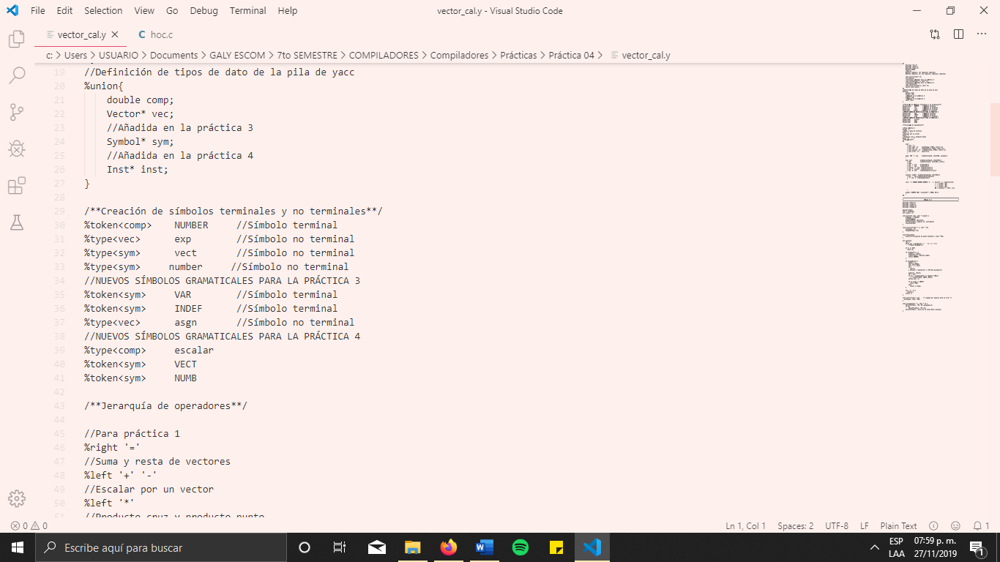 File Edit Selection View Go Debug Terminal Help
vector_cal.y - Visual Studio Code
vector_cal.y
hoc.c
c: > Users > USUARIO > Documents > GALY ESCOM > 7to SEMESTRE > COMPILADORES > Compiladores > Prácticas > Práctica 04 > vector_cal.y
19 //Definición de tipos de dato de la pila de yacc
20 %union{
21 double comp;
22 Vector* vec;
23 //Añadida en la práctica 3
24 Symbol* sym;
25 //Añadida en la práctica 4
26 Inst* inst;
27 }
28
29 /**Creación de símbolos terminales y no terminales**/
30 %token<comp> NUMBER //Símbolo terminal
31 %type<vec> exp //Símbolo no terminal
32 %type<sym> vect //Símbolo no terminal
33 %type<sym> number //Símbolo no terminal
34 //NUEVOS SÍMBOLOS GRAMATICALES PARA LA PRÁCTICA 3
35 %token<sym> VAR //Símbolo terminal
36 %token<sym> INDEF //Símbolo terminal
37 %type<vec> asgn //Símbolo no terminal
38 //NUEVOS SÍMBOLOS GRAMATICALES PARA LA PRÁCTICA 4
39 %type<comp> escalar
40 %token<sym> VECT
41 %token<sym> NUMB
42
43 /**Jerarquía de operadores**/
44
45 //Para práctica 1
46 %right '='
47 //Suma y resta de vectores
48 %left '+' '-'
49 //Escalar por un vector
50 %left '*'
51 //Producto cruz y producto punto
0 0
Ln 1, Col 1 Spaces: 2 UTF-8 LF Plain Text 1
Escribe aquí para buscar
ESP 07:59 p. m.
LAA 27/11/2019
1